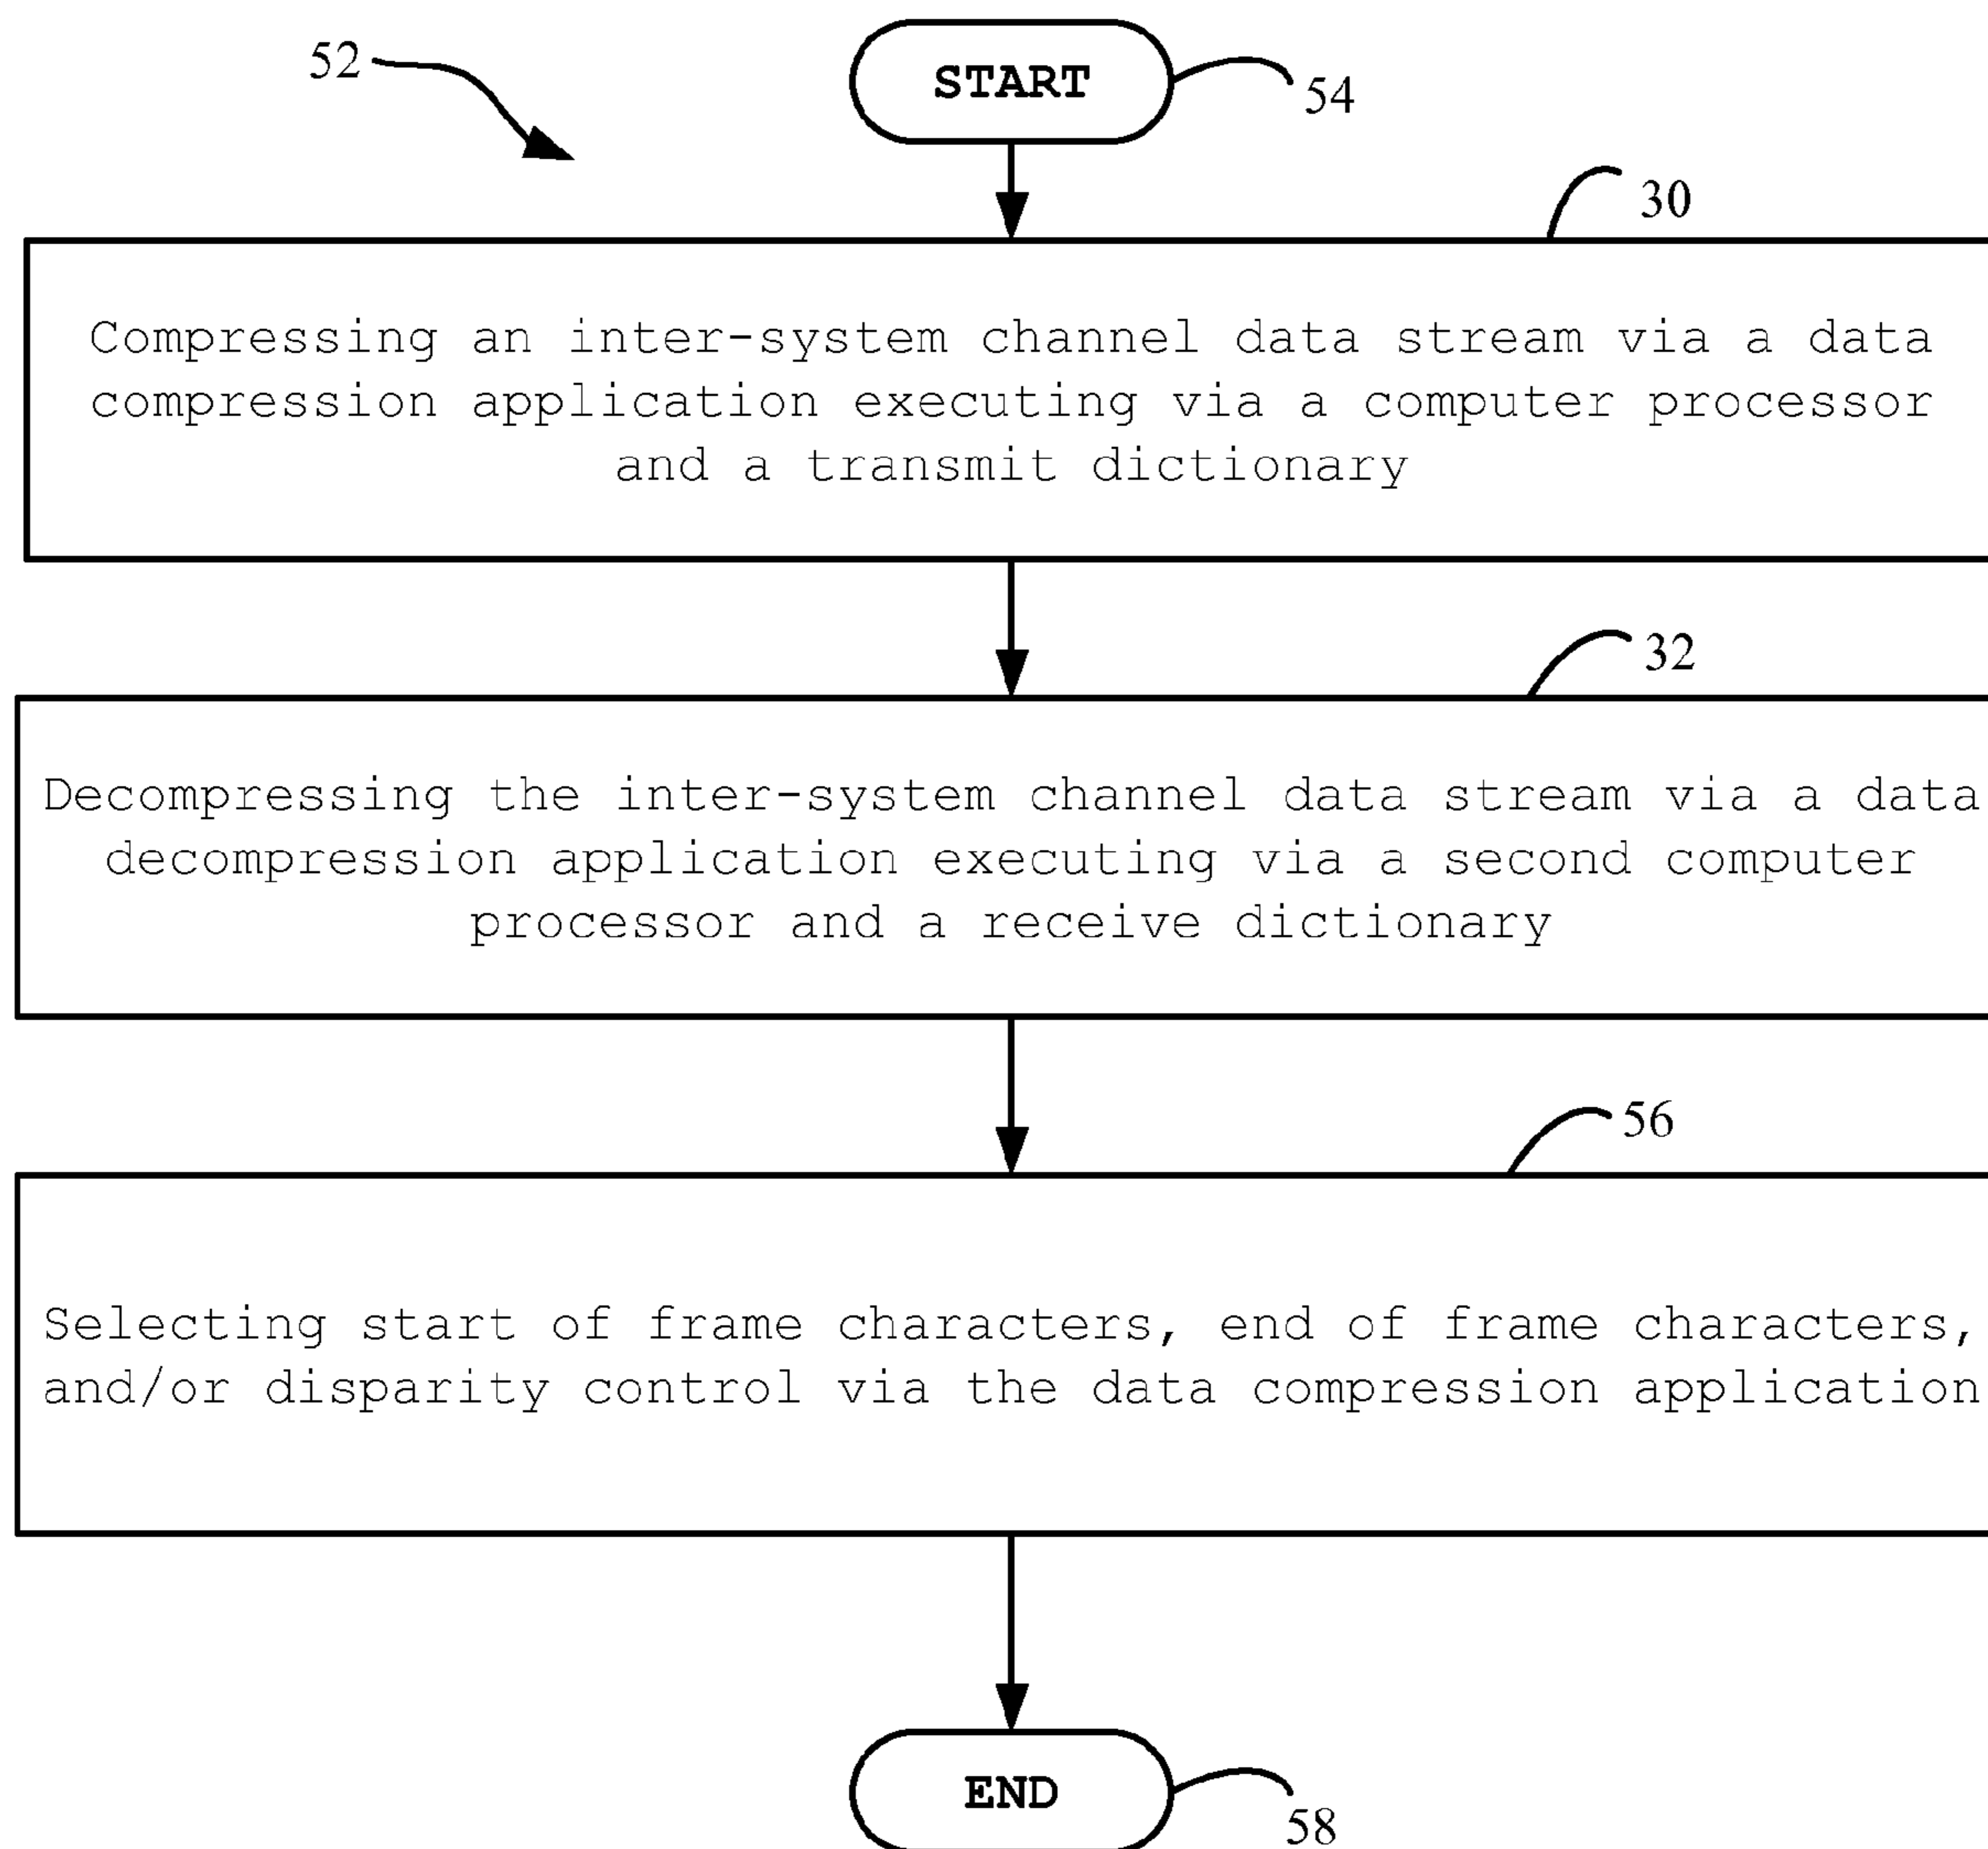 52
START
54
30
Compressing an inter-system channel data stream via a data
compression application executing via a computer processor
and a transmit dictionary
32
Decompressing the inter-system channel data stream via a data
decompression application executing via a second computer
processor and a receive dictionary
56
Selecting start of frame characters, end of frame characters,
and/or disparity control via the data compression application
END
58